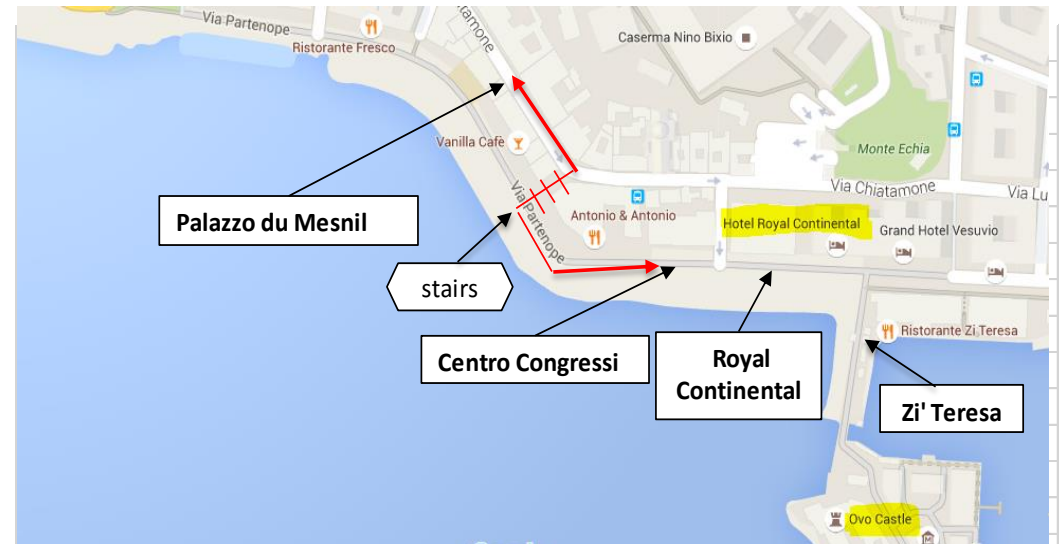 Via Partenope
Ristorante Fresco
Caserma Nino Bixio
Vanilla Cafè
Monte Echia
Via Chiatamone
Via Lu
Palazzo du Mesnil
Via Partenope
Antonio & Antonio
Hotel Royal Continental
Grand Hotel Vesuvio
stairs
Ristorante Zi Teresa
Centro Congressi
Royal
Continental
Zi' Teresa
Ovo Castle